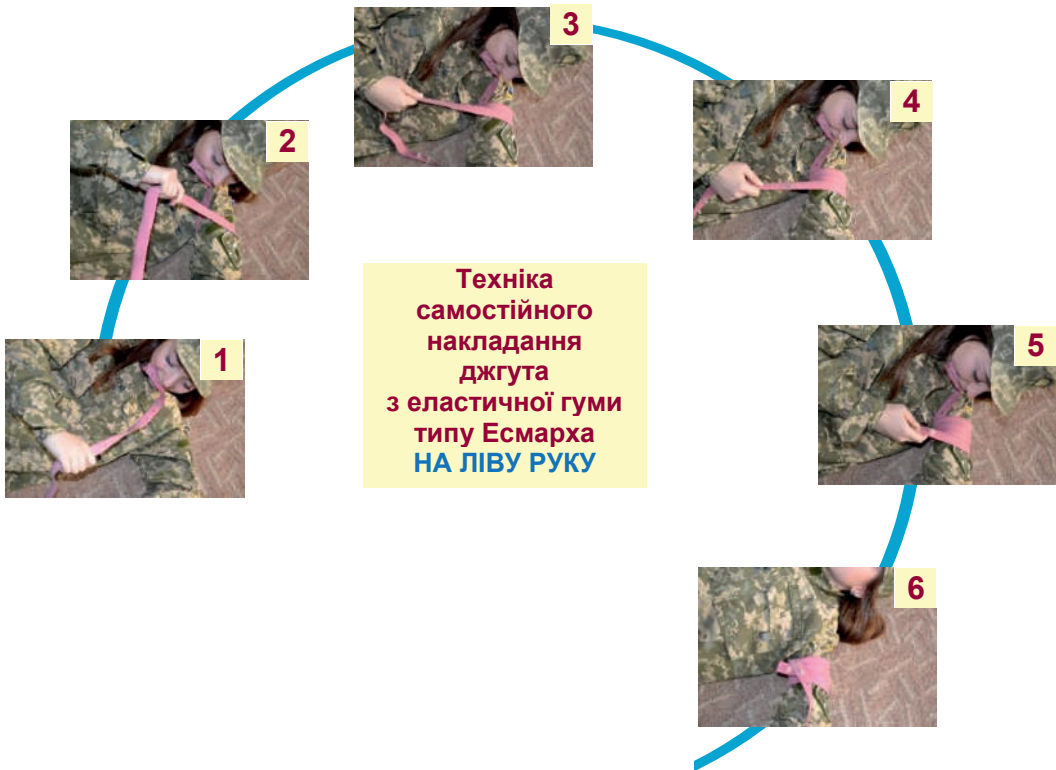 3
4
2
Техніка
самостійного
накладання
джгута
з еластичної гуми
типу Есмарха
НА ЛІВУ РУКУ
1
5
6